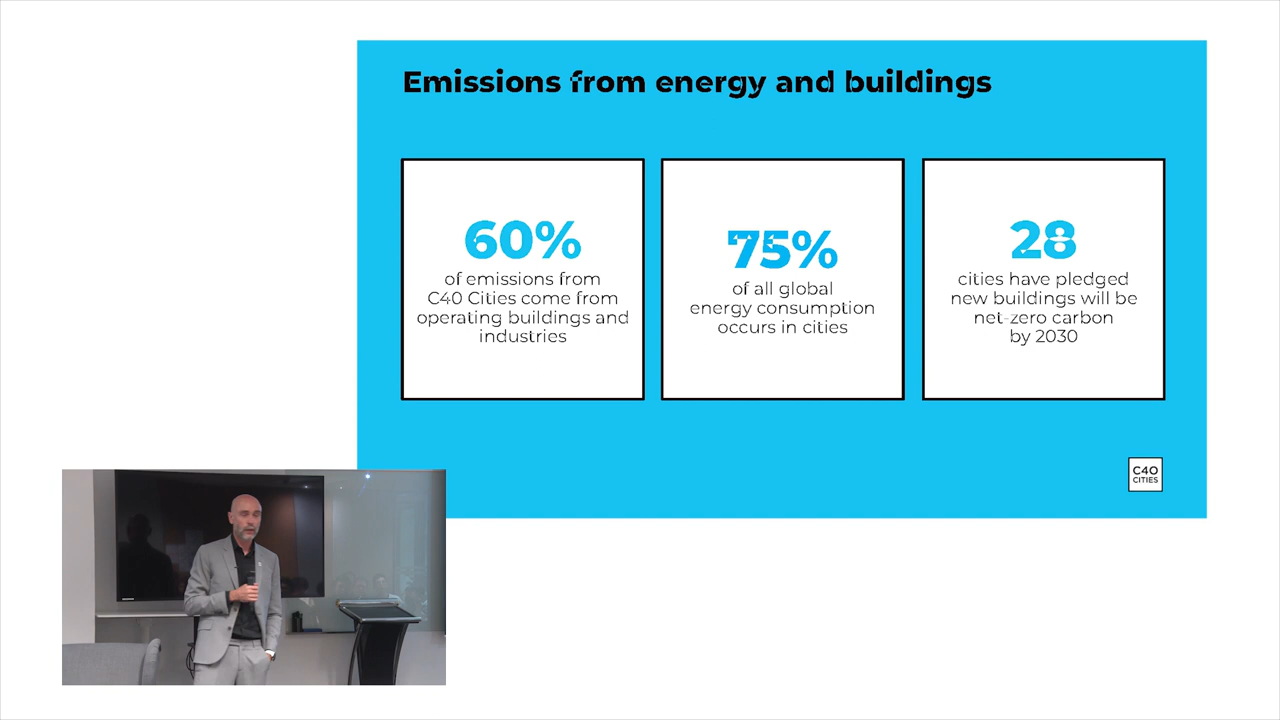 Emissions from energy and buildings
60%
of emissions from
C40 Cities come from
operating buildings and
industries
75%
of all global
energy consumption
occurs in cities
28
cities have pledged
new buildings will be
net-zero carbon
by 2030
C40
CITIES